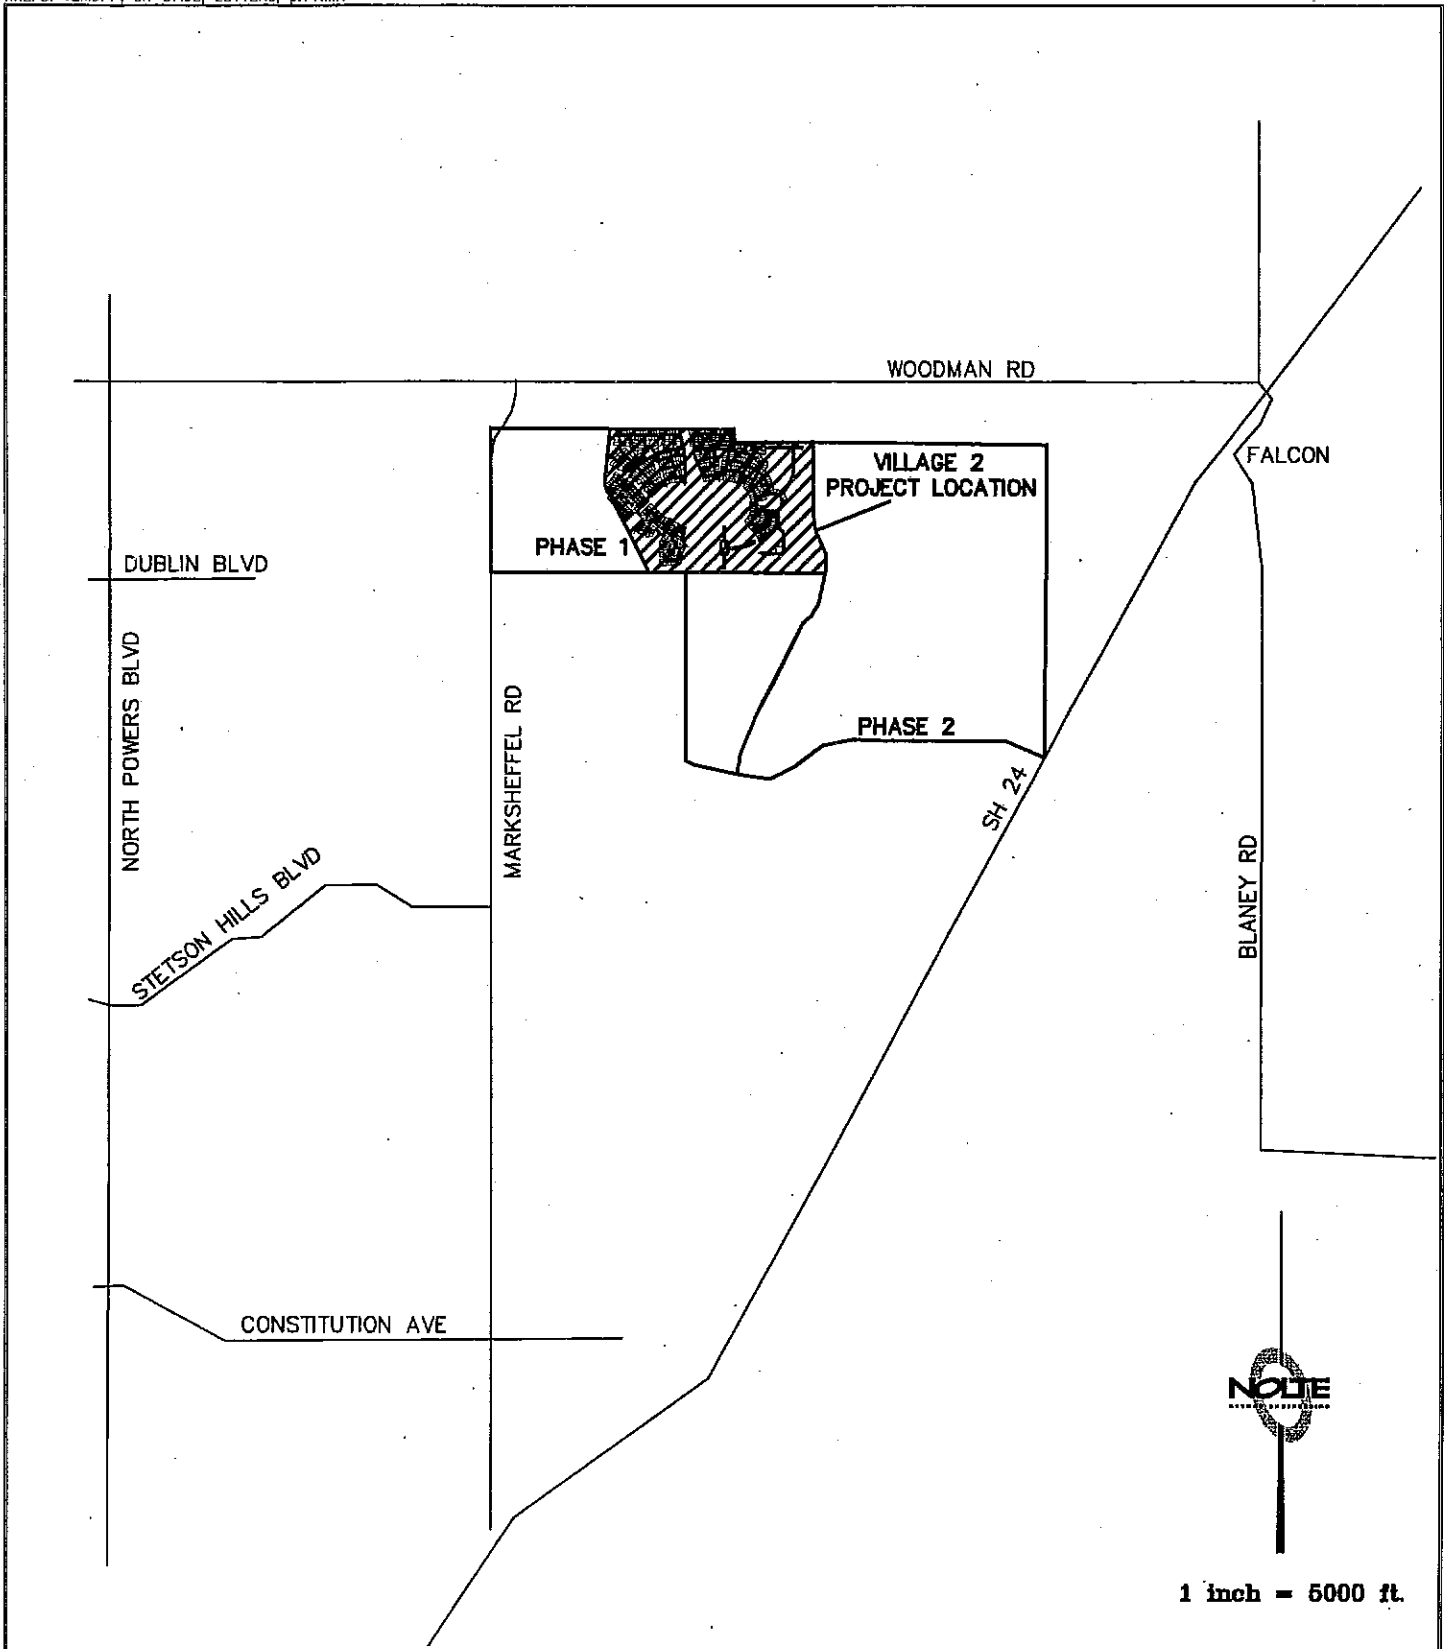 WOODMAN RD
FALCON
VILLAGE 2
PROJECT LOCATION
PHASE 1
DUBLIN BLVD
NORTH POWERS BLVD
MARKSHEFFEL RD
PHASE 2
SH 24
BLANEY RD
STETSON HILLS BLVD
CONSTITUTION AVE
NOLTE
1 inch = 5000 ft.